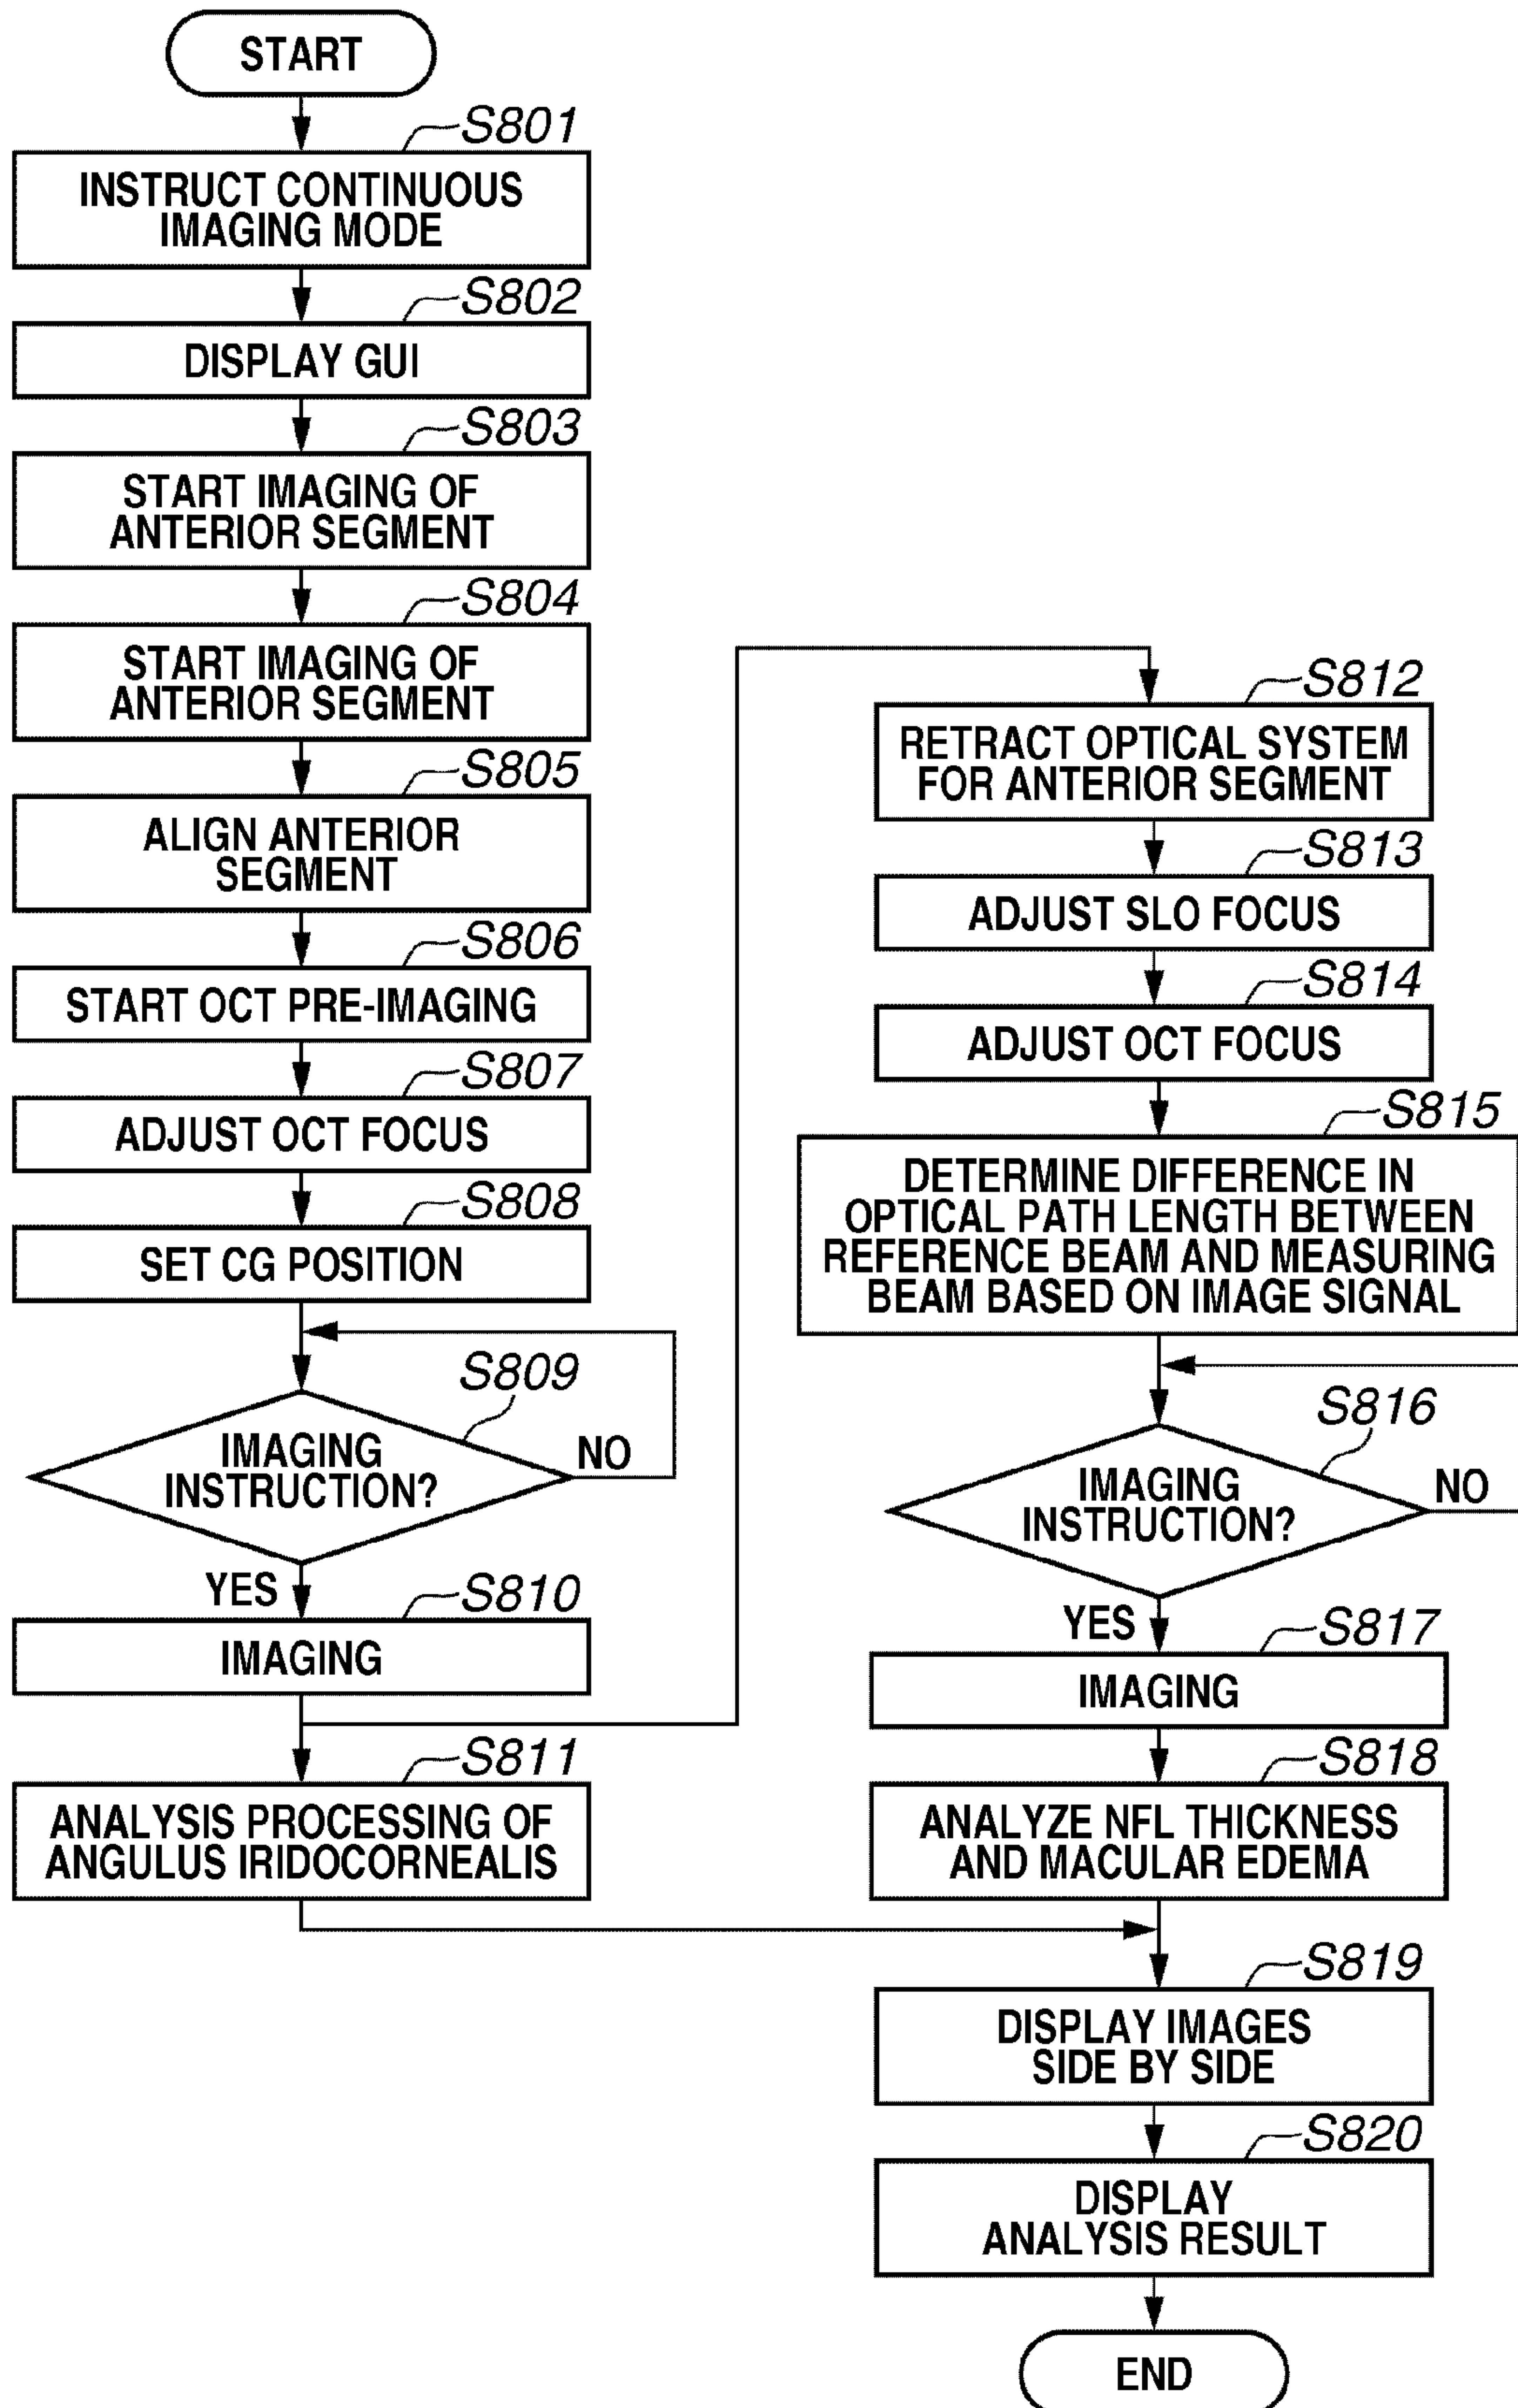 START
S801
INSTRUCT CONTINUOUS
IMAGING MODE
S802
DISPLAY GUI
S803
START IMAGING OF
ANTERIOR SEGMENT
S804
START IMAGING OF
ANTERIOR SEGMENT
S805
ALIGN ANTERIOR
SEGMENT
S806
START OCT PRE-IMAGING
S807
ADJUST OCT FOCUS
S808
SET CG POSITION
S809
IMAGING
INSTRUCTION?
NO
YES
S810
IMAGING
S811
ANALYSIS PROCESSING OF
ANGULUS IRIDOCORNEALIS
S812
RETRACT OPTICAL SYSTEM
FOR ANTERIOR SEGMENT
S813
ADJUST SLO FOCUS
S814
ADJUST OCT FOCUS
S815
DETERMINE DIFFERENCE IN
OPTICAL PATH LENGTH BETWEEN
REFERENCE BEAM AND MEASURING
BEAM BASED ON IMAGE SIGNAL
S816
IMAGING
INSTRUCTION?
NO
YES
S817
IMAGING
S818
ANALYZE NFL THICKNESS
AND MACULAR EDEMA
S819
DISPLAY IMAGES
SIDE BY SIDE
S820
DISPLAY
ANALYSIS RESULT
END